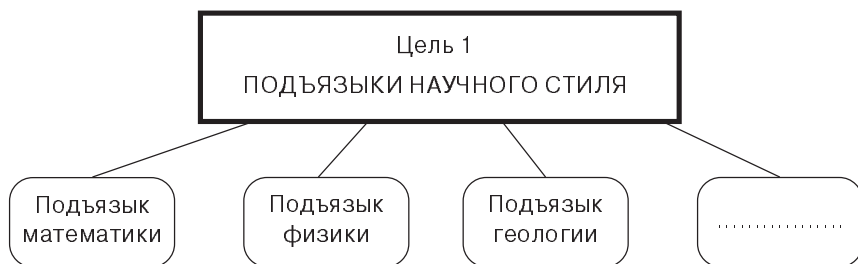 Цель 1
ПОДЪЯЗЫКИ НАУЧНОГО СТИЛЯ
Подъязык
математики
Подъязык
физики
Подъязык
геологии
....................